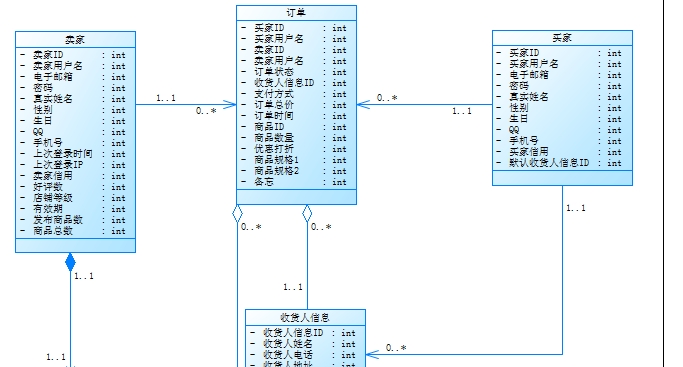 卖家
- 卖家ID : int
- 卖家用户名 : int
- 电子邮箱 : int
- 密码 : int
- 真实姓名 : int
- 性别 : int
- 生日 : int
- QQ : int
- 手机号 : int
- 上次登录时间 : int
- 上次登录IP : int
- 卖家信用 : int
- 好评数 : int
- 店铺等级 : int
- 有效期 : int
- 发布商品数 : int
- 商品总数 : int
1..1
0..*
订单
- 买家ID : int
- 买家用户名 : int
- 卖家ID : int
- 卖家用户名 : int
- 订单状态 : int
- 收货人信息ID : int
- 支付方式 : int
- 订单总价 : int
- 订单时间 : int
- 商品ID : int
- 商品数量 : int
- 优惠打折 : int
- 商品规格1 : int
- 商品规格2 : int
- 备忘 : int
0..*
1..1
买家
- 买家ID : int
- 买家用户名 : int
- 电子邮箱 : int
- 密码 : int
- 真实姓名 : int
- 性别 : int
- 生日 : int
- QQ : int
- 手机号 : int
- 买家信用 : int
- 默认收货人信息ID : int
1..1
0..*
0..*
1..1
1..1
1..1
收货人信息
- 收货人信息ID : int
- 收货人姓名 : int
- 收货人电话 : int
- 收货人地址 : int
0..*